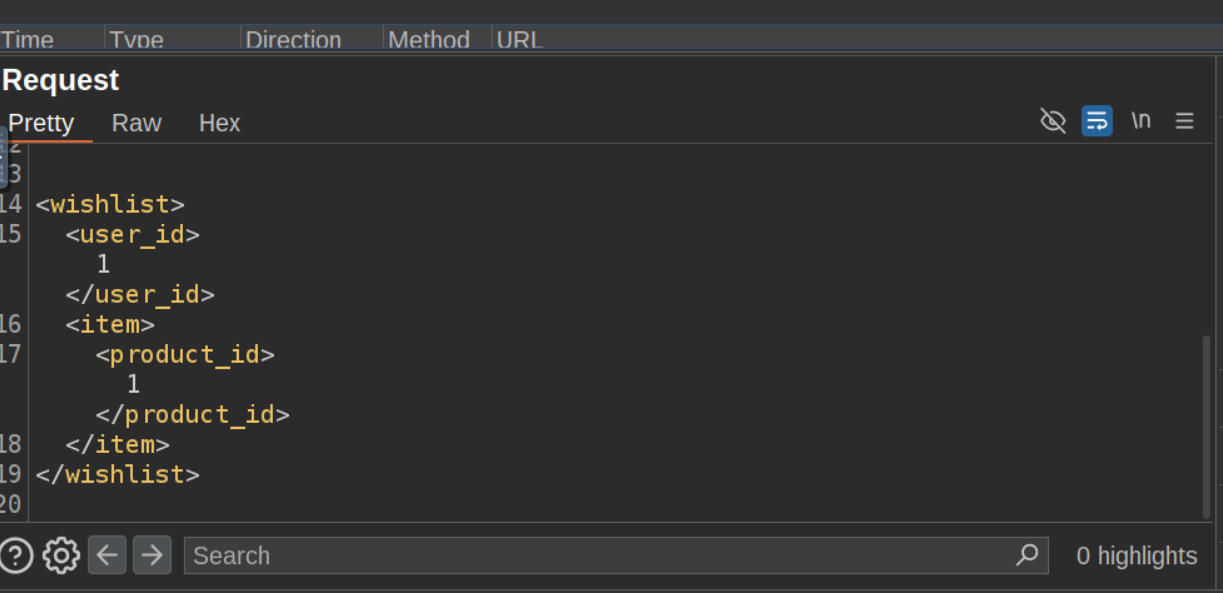 Time Type Direction Method URL
Request
Pretty Raw Hex
\n
12
13
14 <wishlist>
15 <user_id>
1
</user_id>
16 <item>
17 <product_id>
1
</product_id>
18 </item>
19 </wishlist>
20
? Search 0 highlights